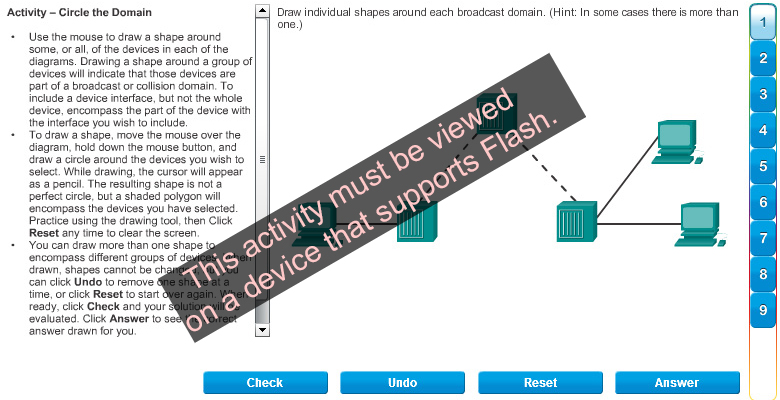 Activity – Circle the Domain
• Use the mouse to draw a shape around
some, or all, of the devices in each of the
diagrams. Drawing a shape around a group of
devices will indicate that those devices are
part of a broadcast or collision domain. To
include a device interface, but not the whole
device, encompass the part of the device with
the interface you wish to include.
• To draw a shape, move the mouse over the
diagram, hold down the mouse button, and
draw a circle around the devices you wish to
select. While drawing, the cursor will appear
as a pencil. The resulting shape is not a
perfect circle, but a shaded polygon will
encompass the devices you have selected.
Practice using the drawing tool, then Click
Reset any time to clear the screen.
• You can draw more than one shape to
encompass different groups of devices. When
drawn, shapes cannot be changed, but you
can click Undo to remove one shape at a
time, or click Reset to start over again. When
ready, click Check and your solution will be
evaluated. Click Answer to see the correct
answer drawn for you.
Draw individual shapes around each broadcast domain. (Hint: In some cases there is more than
one.)
This activity must be viewed
on a device that supports Flash.
1
2
3
4
5
6
7
8
9
Check
Undo
Reset
Answer